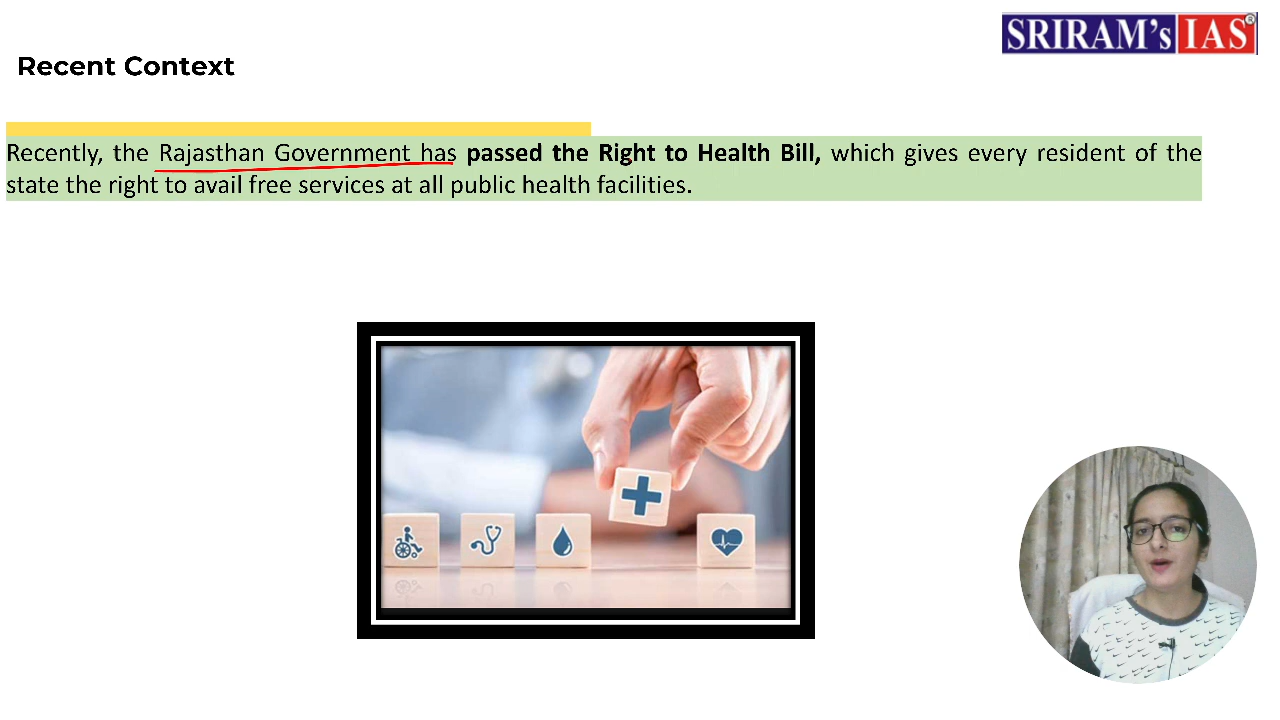 SRIRAM's IAS®
Recent Context
Recently, the Rajasthan Government has passed the Right to Health Bill, which gives every resident of the
state the right to avail free services at all public health facilities.